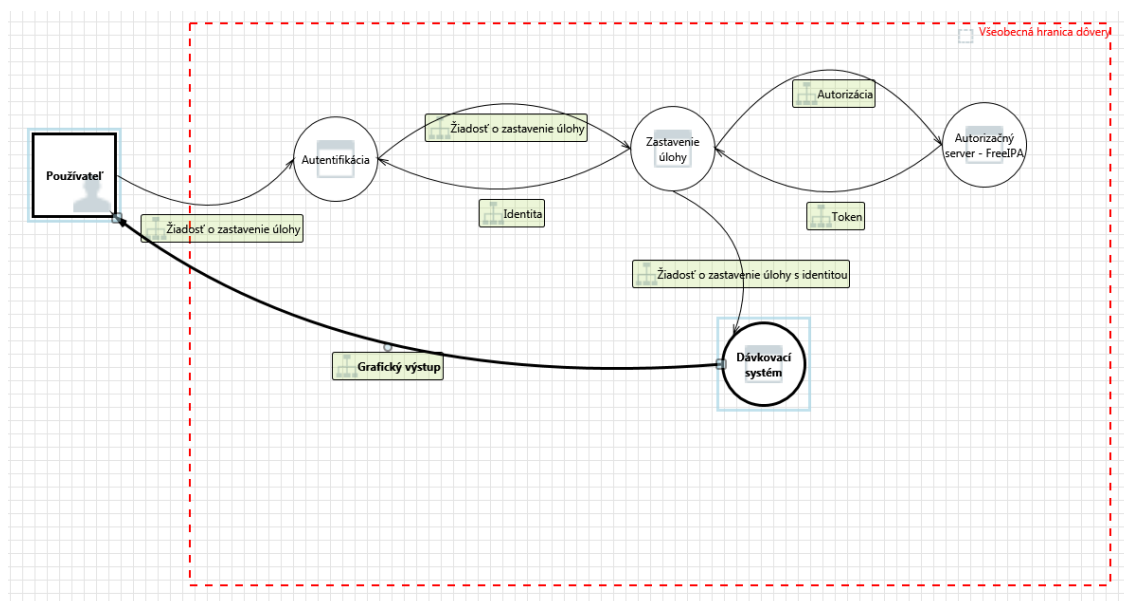 Všeobecná hranica dôvery
Autorizácia
Žiadosť o zastavenie úlohy
Používateľ
Autentifikácia
Zastavenie
úlohy
Autorizačný
server - FreeIPA
Identita
Token
Žiadosť o zastavenie úlohy
Žiadosť o zastavenie úlohy s identitou
Grafický výstup
Dávkovací
systém